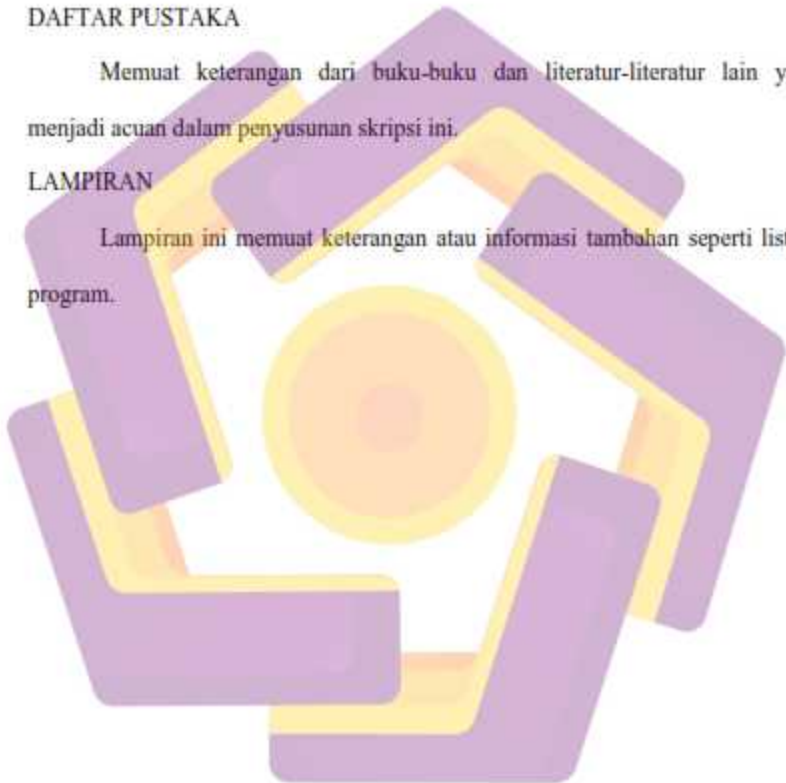 DAFTAR PUSTAKA
Memuat keterangan dari buku-buku dan literatur-literatur lain y
menjadi acuan dalam penyusunan skripsi ini.
LAMPIRAN
Lampiran ini memuat keterangan atau informasi tambahan seperti list
program.